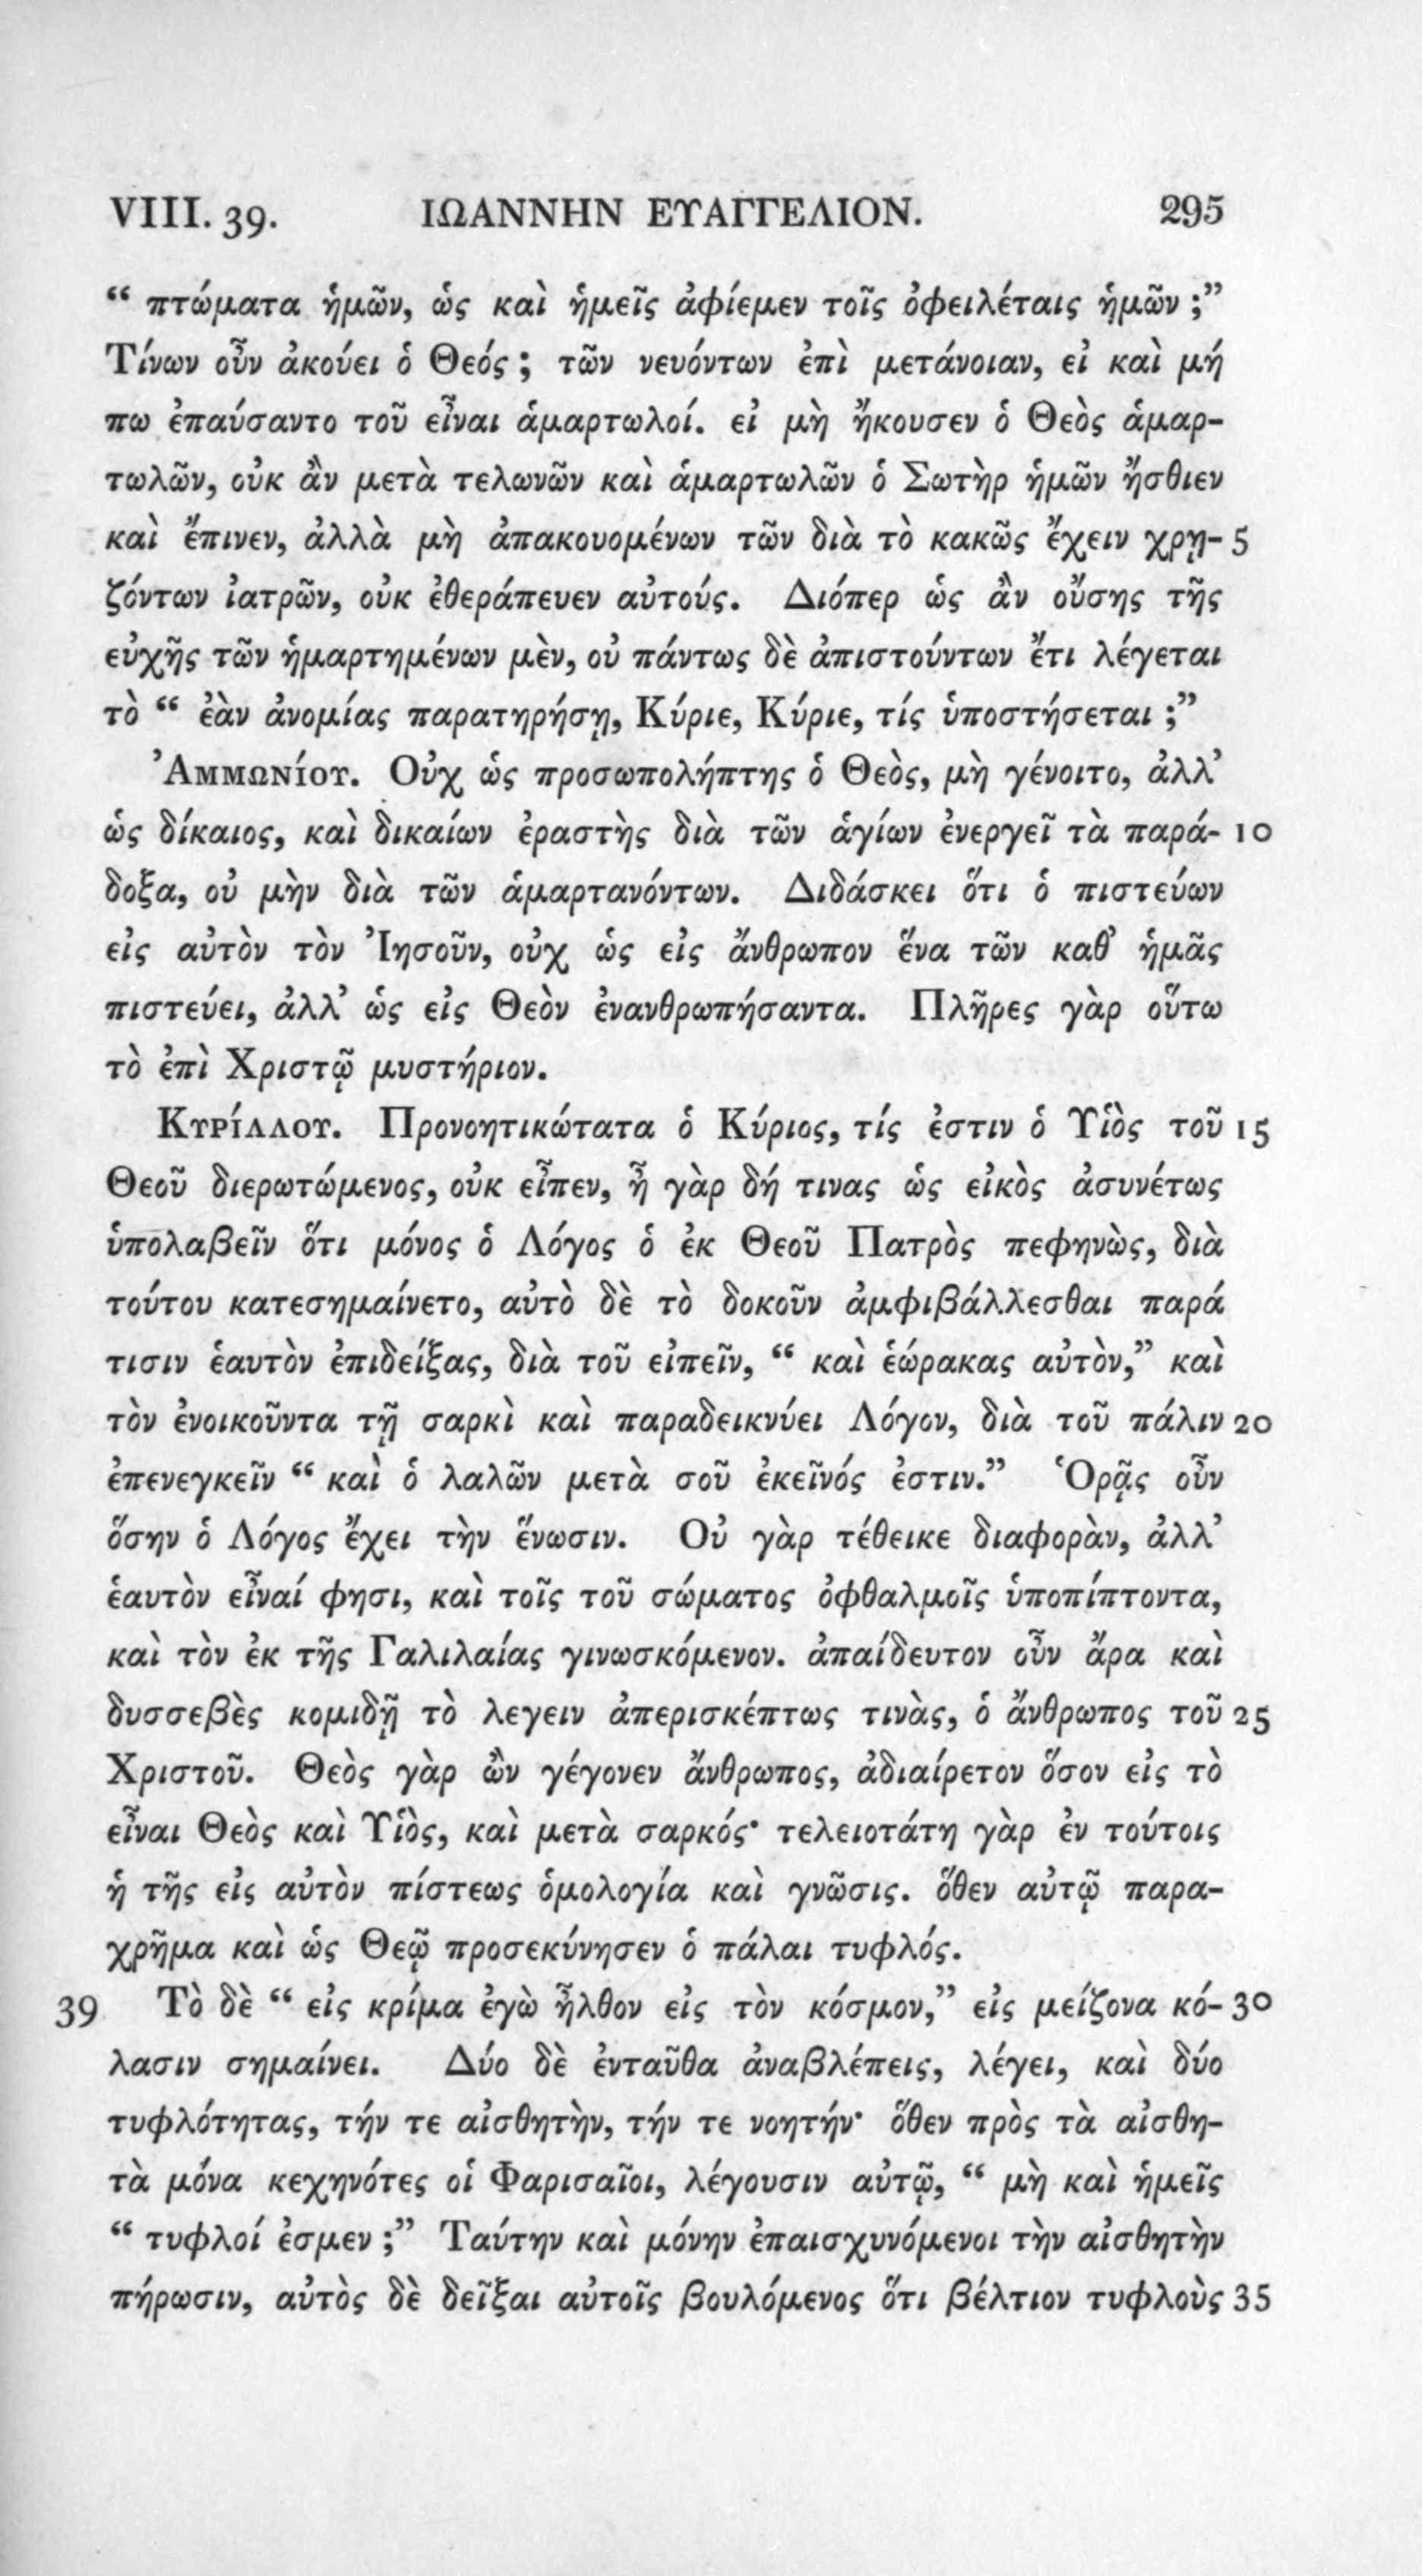 VIII. 39. ΙΩΑΝΝΗΝ ΕΥΑΓΓΕΛΙΟΝ. 295
“ πτώματα ἡμῶν, ὡς καὶ ἡμεῖς ἀφίεμεν τοῖς ὀφειλέταις ἡμῶν ;”
Τίνων οὖν ἀκούει ὁ Θεός ; τῶν νευόντων ἐπὶ μετάνοιαν, εἰ καὶ μή
πω ἐπαύσαντο τοῦ εἶναι ἁμαρτωλοί. εἰ μὴ ἤκουσεν ὁ Θεὸς ἁμαρ-
τωλῶν, οὐκ ἂν μετὰ τελωνῶν καὶ ἁμαρτωλῶν ὁ Σωτὴρ ἡμῶν ἤσθιεν
καὶ ἔπινεν, ἀλλὰ μὴ ἀπακουομένων τῶν διὰ τὸ κακῶς ἔχειν χρῃ- 5
ζόντων ἰατρῶν, οὐκ ἐθεράπευεν αὐτούς. Διόπερ ὡς ἂν οὔσης τῆς
εὐχῆς τῶν ἡμαρτημένων μὲν, οὐ πάντως δὲ ἀπιστούντων ἔτι λέγεται
τὸ “ ἐὰν ἀνομίας παρατηρήσῃ, Κύριε, Κύριε, τίς ὑποστήσεται ;”
Ἀμμωνίου. Οὐχ ὡς προσωπολήπτης ὁ Θεὸς, μὴ γένοιτο, ἀλλ’
ὡς δίκαιος, καὶ δικαίων ἐραστὴς διὰ τῶν ἁγίων ἐνεργεῖ τὰ παρά- 10
δοξα, οὐ μὴν διὰ τῶν ἁμαρτανόντων. Διδάσκει ὅτι ὁ πιστεύων
εἰς αὐτὸν τὸν Ἰησοῦν, οὐχ ὡς εἰς ἄνθρωπον ἕνα τῶν καθ’ ἡμᾶς
πιστεύει, ἀλλ’ ὡς εἰς Θεὸν ἐνανθρωπήσαντα. Πλῆρες γὰρ οὕτω
τὸ ἐπὶ Χριστῷ μυστήριον.
Κυρίλλου. Προνοητικώτατα ὁ Κύριος, τίς ἐστιν ὁ Υἱὸς τοῦ 15
Θεοῦ διερωτώμενος, οὐκ εἶπεν, ἦ γὰρ δή τινας ὡς εἰκὸς ἀσυνέτως
ὑπολαβεῖν ὅτι μόνος ὁ Λόγος ὁ ἐκ Θεοῦ Πατρὸς πεφηνὼς, διὰ
τούτου κατεσημαίνετο, αὐτὸ δὲ τὸ δοκοῦν ἀμφιβάλλεσθαι παρά
τισιν ἑαυτὸν ἐπιδείξας, διὰ τοῦ εἰπεῖν, “ καὶ ἑώρακας αὐτὸν,” καὶ
τὸν ἐνοικοῦντα τῇ σαρκὶ καὶ παραδεικνύει Λόγον, διὰ τοῦ πάλιν 20
ἐπενεγκεῖν “ καὶ ὁ λαλῶν μετὰ σοῦ ἐκεῖνός ἐστιν.” Ὁρᾷς οὖν
ὅσην ὁ Λόγος ἔχει τὴν ἕνωσιν. Οὐ γὰρ τέθεικε διαφορὰν, ἀλλ’
ἑαυτὸν εἶναί φησι, καὶ τοῖς τοῦ σώματος ὀφθαλμοῖς ὑποπίπτοντα,
καὶ τὸν ἐκ τῆς Γαλιλαίας γινωσκόμενον. ἀπαίδευτον οὖν ἄρα καὶ
δυσσεβὲς κομιδῇ τὸ λεγειν ἀπερισκέπτως τινὰς, ὁ ἄνθρωπος τοῦ 25
Χριστοῦ. Θεὸς γὰρ ὢν γέγονεν ἄνθρωπος, ἀδιαίρετον ὅσον εἰς τὸ
εἶναι Θεὸς καὶ Υἱὸς, καὶ μετὰ σαρκός· τελειοτάτη γὰρ ἐν τούτοις
ἡ τῆς εἰς αὐτὸν πίστεως ὁμολογία καὶ γνῶσις. ὅθεν αὐτῷ παρα-
χρῆμα καὶ ὡς Θεῷ προσεκύνησεν ὁ πάλαι τυφλός.
39 Τὸ δὲ “ εἰς κρίμα ἐγὼ ἦλθον εἰς τὸν κόσμον,” εἰς μείζονα κό- 30
λασιν σημαίνει. Δύο δὲ ἐνταῦθα ἀναβλέπεις, λέγει, καὶ δύο
τυφλότητας, τήν τε αἰσθητὴν, τήν τε νοητήν· ὅθεν πρὸς τὰ αἰσθη-
τὰ μόνα κεχηνότες οἱ Φαρισαῖοι, λέγουσιν αὐτῷ, “ μὴ καὶ ἡμεῖς
“ τυφλοί ἐσμεν ;” Ταύτην καὶ μόνην ἐπαισχυνόμενοι τὴν αἰσθητὴν
πήρωσιν, αὐτὸς δὲ δεῖξαι αὐτοῖς βουλόμενος ὅτι βέλτιον τυφλοὺς 35